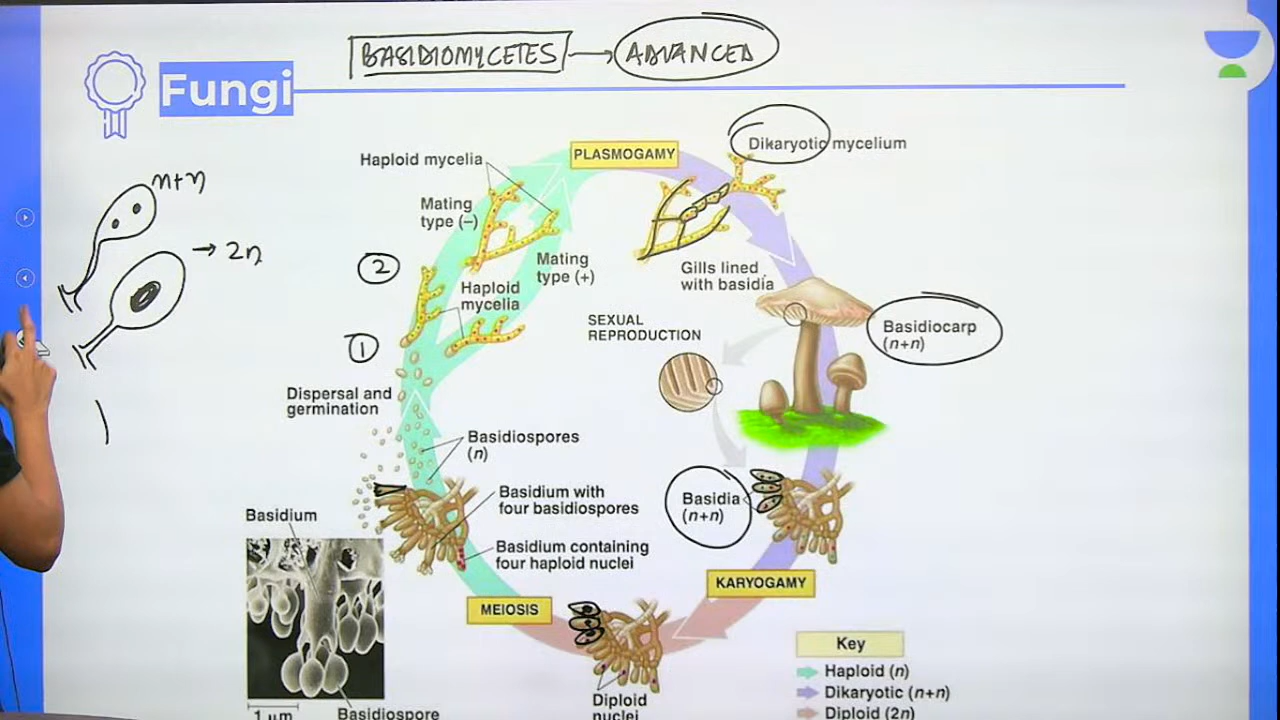 BASIDIOMYCETES → ADVANCED
Fungi
n+n
→ 2n
PLASMOGAMY
Dikaryotic mycelium
Haploid mycelia
Mating
type (–)
Mating
type (+)
Gills lined
with basidia
2
Haploid
mycelia
SEXUAL
REPRODUCTION
Basidiocarp
(n+n)
1
Dispersal and
germination
Basidiospores
(n)
Basidium with
four basidiospores
Basidia
(n+n)
Basidium
Basidium containing
four haploid nuclei
KARYOGAMY
MEIOSIS
Key
Haploid (n)
Dikaryotic (n+n)
Diploid (2n)
Diploid
nuclei
1 μm
Basidiospore